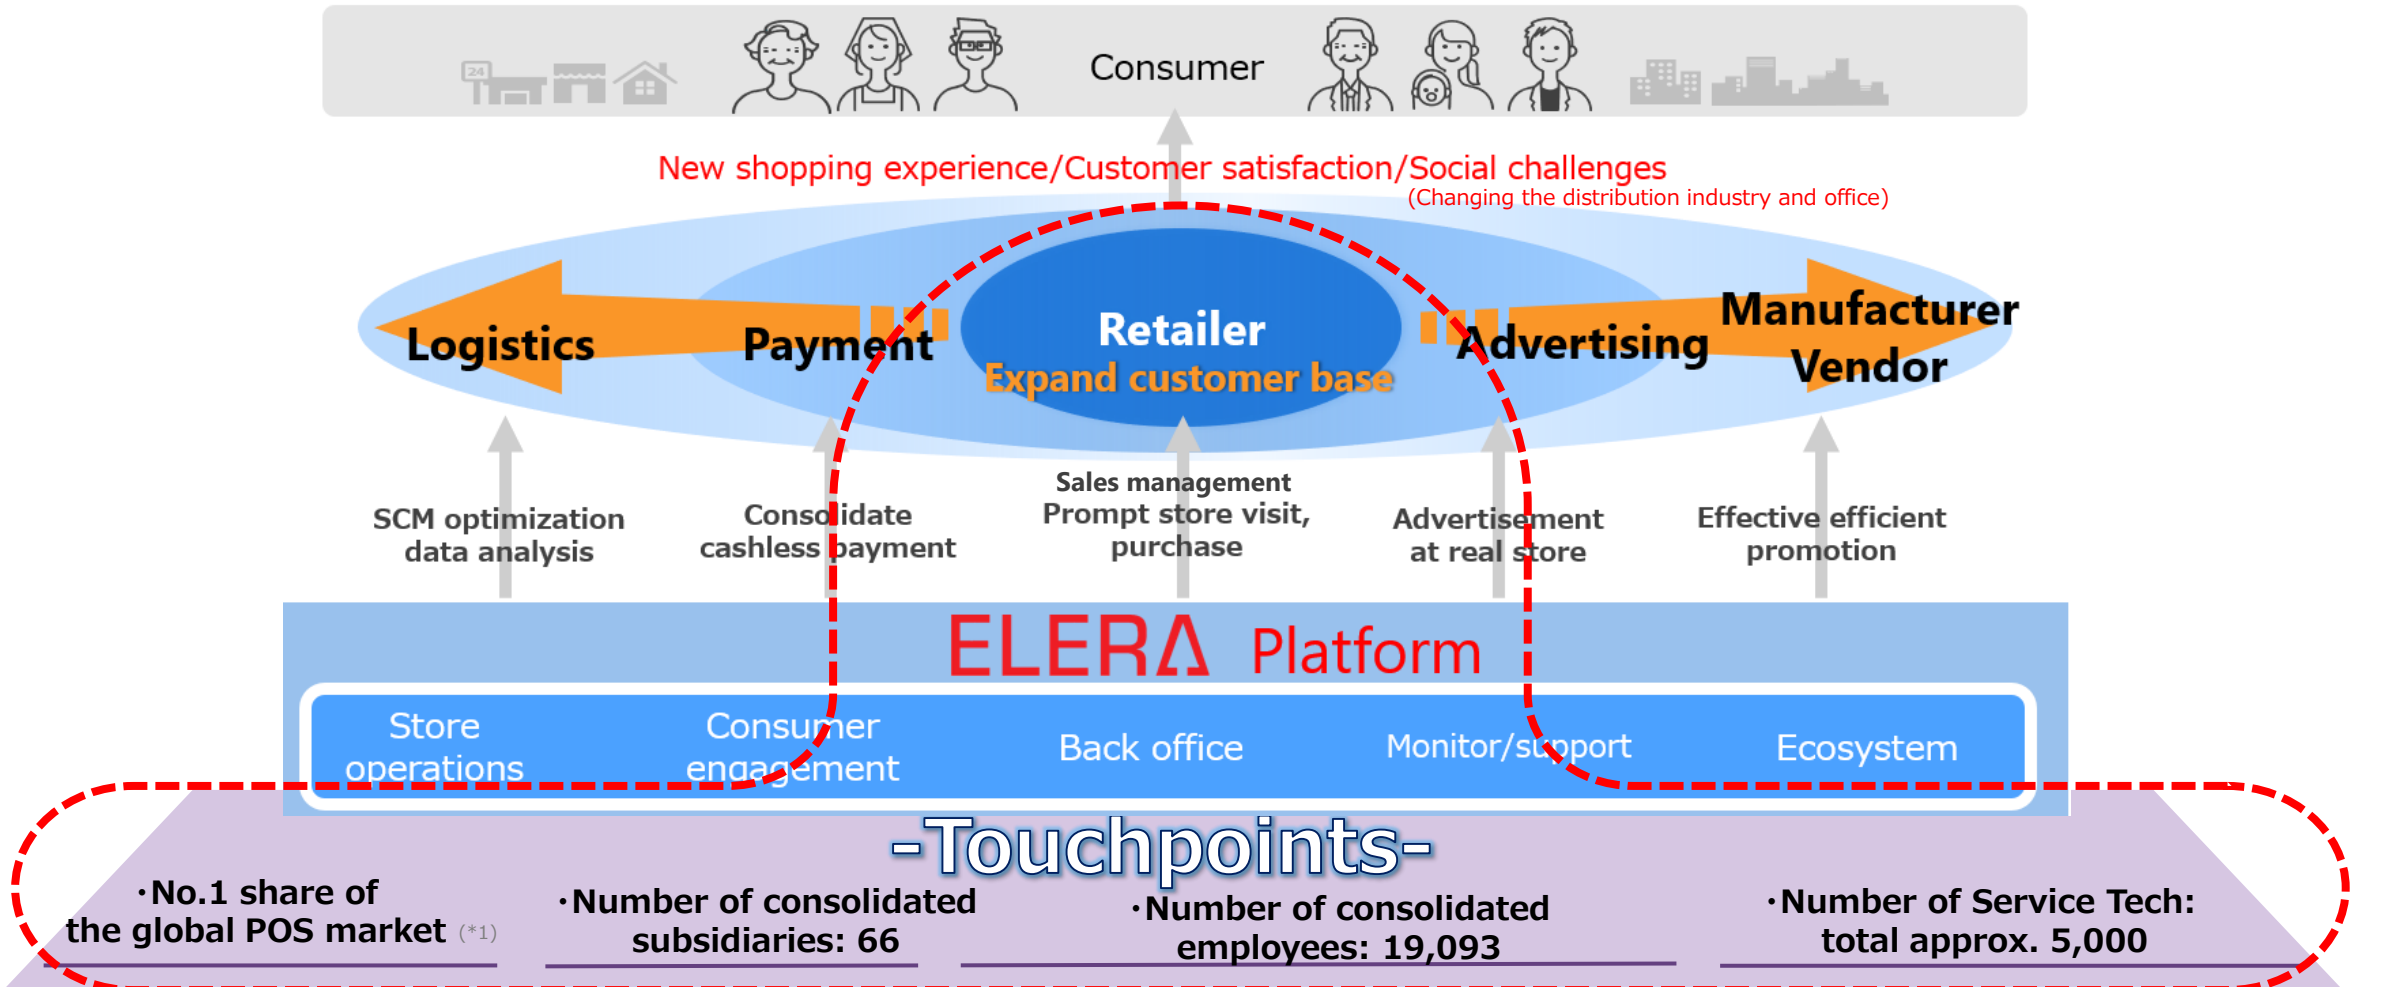 24
Consumer
New shopping experience/Customer satisfaction/Social challenges
(Changing the distribution industry and office)
Logistics
Payment
Retailer
Expand customer base
Advertising
Manufacturer
Vendor
SCM optimization
data analysis
Consolidate
cashless payment
Sales management
Prompt store visit,
purchase
Advertisement
at real store
Effective efficient
promotion
ELERA Platform
Store
operations
Consumer
engagement
Back office
Monitor/support
Ecosystem
-Touchpoints-
・No.1 share of
the global POS market (*1)
・Number of consolidated
subsidiaries: 66
・Number of consolidated
employees: 19,093
・Number of Service Tech:
total approx. 5,000